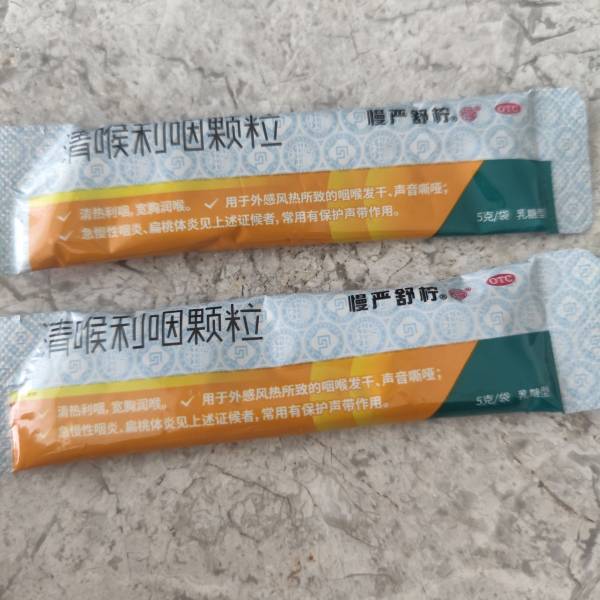 清喉利咽颗粒
慢严舒柠®
OTC
✓ 清热利咽,宽胸润喉。 ✓ 用于外感风热所致的咽喉发干、声音嘶哑;
✓ 急慢性咽炎、扁桃体炎见上述证候者,常用有保护声带作用。
5克/袋 乳糖型
清喉利咽颗粒
慢严舒柠®
OTC
✓ 清热利咽,宽胸润喉。 ✓ 用于外感风热所致的咽喉发干、声音嘶哑;
✓ 急慢性咽炎、扁桃体炎见上述证候者,常用有保护声带作用。
5克/袋 乳糖型